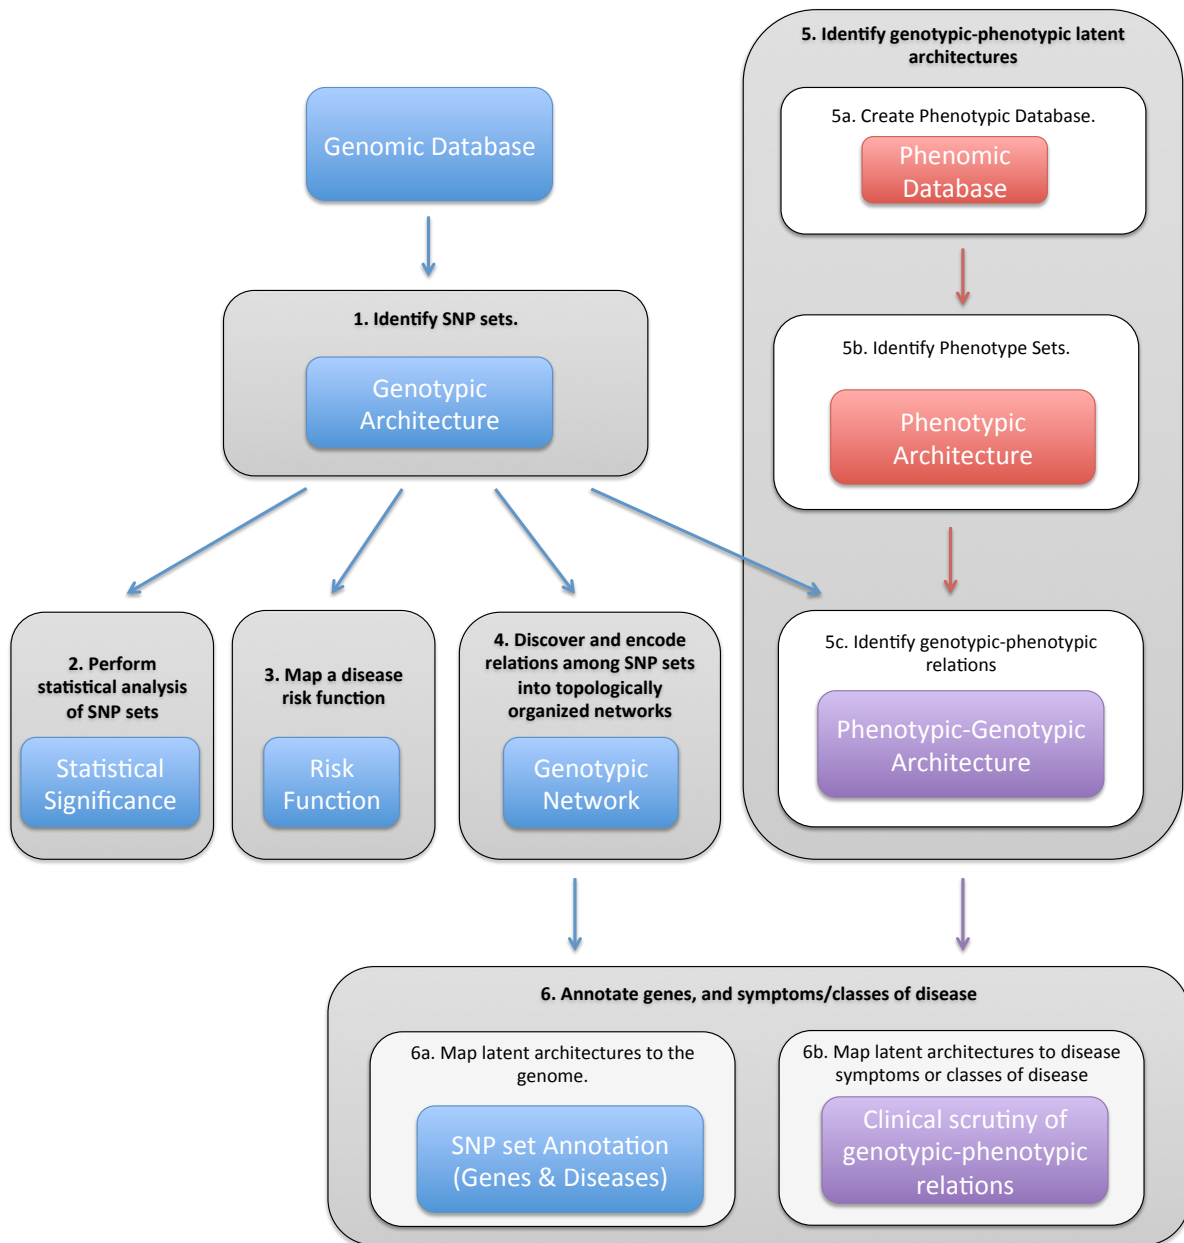 Genomic Database
1. Identify SNP sets.
Genotypic
Architecture
2. Perform
statistical analysis
of SNP sets
Statistical
Significance
3. Map a disease
risk function
Risk
Function
4. Discover and encode
relations among SNP sets
into topologically
organized networks
Genotypic
Network
5. Identify genotypic-phenotypic latent
architectures
5a. Create Phenotypic Database.
Phenomic
Database
5b. Identify Phenotype Sets.
Phenotypic
Architecture
5c. Identify genotypic-phenotypic
relations
Phenotypic-Genotypic
Architecture
6. Annotate genes, and symptoms/classes of disease
6a. Map latent architectures to the
genome.
SNP set Annotation
(Genes & Diseases)
6b. Map latent architectures to disease
symptoms or classes of disease
Clinical scrutiny of
genotypic-phenotypic
relations